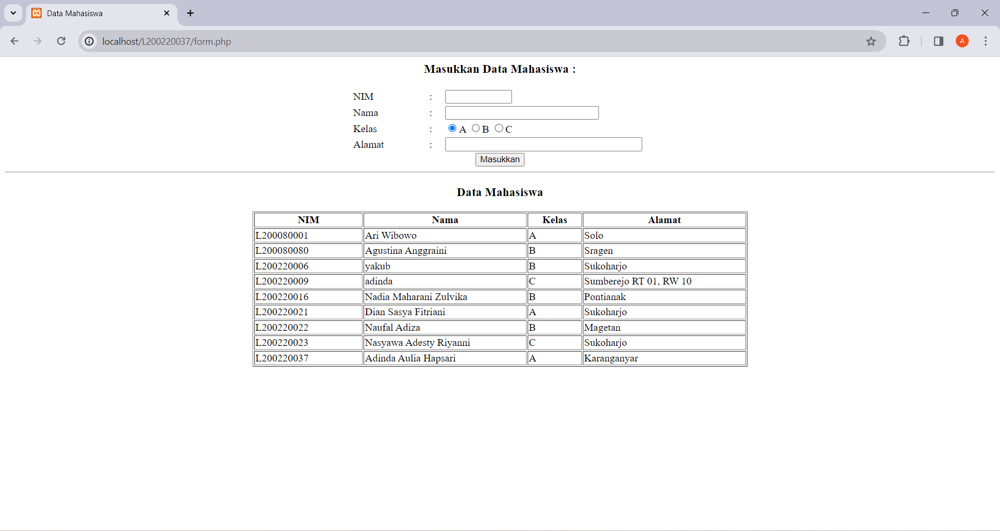 Data Mahasiswa
localhost/L200220037/form.php
A
Masukkan Data Mahasiswa :
NIM :
Nama :
Kelas : A B C
Alamat :
Masukkan
Data Mahasiswa
NIM Nama Kelas Alamat
L200080001 Ari Wibowo A Solo
L200080080 Agustina Anggraini B Sragen
L200220006 yakub B Sukoharjo
L200220009 adinda C Sumberejo RT 01, RW 10
L200220016 Nadia Maharani Zulvika B Pontianak
L200220021 Dian Sasya Fitriani A Sukoharjo
L200220022 Naufal Adiza B Magetan
L200220023 Nasyawa Adesty Riyanni C Sukoharjo
L200220037 Adinda Aulia Hapsari A Karanganyar